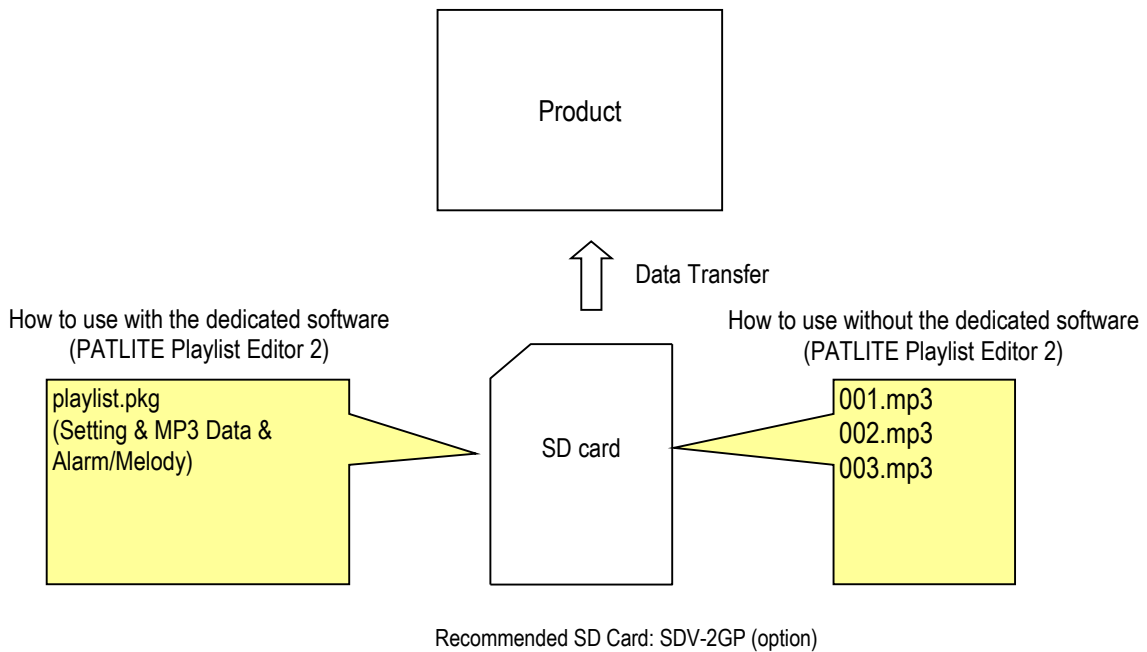 Product
Data Transfer
How to use with the dedicated software
(PATLITE Playlist Editor 2)
playlist.pkg
(Setting & MP3 Data &
Alarm/Melody)
SD card
How to use without the dedicated software
(PATLITE Playlist Editor 2)
001.mp3
002.mp3
003.mp3
Recommended SD Card: SDV-2GP (option)